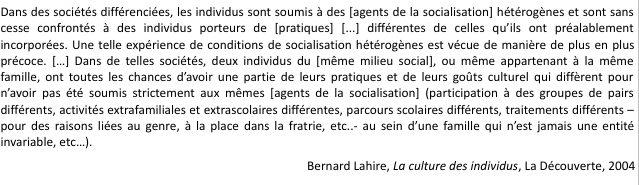 Dans des sociétés différenciées, les individus sont soumis à des [agents de la socialisation] hétérogènes et sont sans
cesse confrontés à des individus porteurs de [pratiques] [...] différentes de celles qu'ils ont préalablement
incorporées. Une telle expérience de conditions de socialisation hétérogènes est vécue de manière de plus en plus
précoce. […] Dans de telles sociétés, deux individus du [même milieu social], ou même appartenant à la même
famille, ont toutes les chances d'avoir une partie de leurs pratiques et de leurs goûts culturel qui diffèrent pour
n'avoir pas été soumis strictement aux mêmes [agents de la socialisation] (participation à des groupes de pairs
différents, activités extrafamiliales et extrascolaires différentes, parcours scolaires différents, traitements différents –
pour des raisons liées au genre, à la place dans la fratrie, etc..- au sein d'une famille qui n'est jamais une entité
invariable, etc…).
Bernard Lahire, La culture des individus, La Découverte, 2004